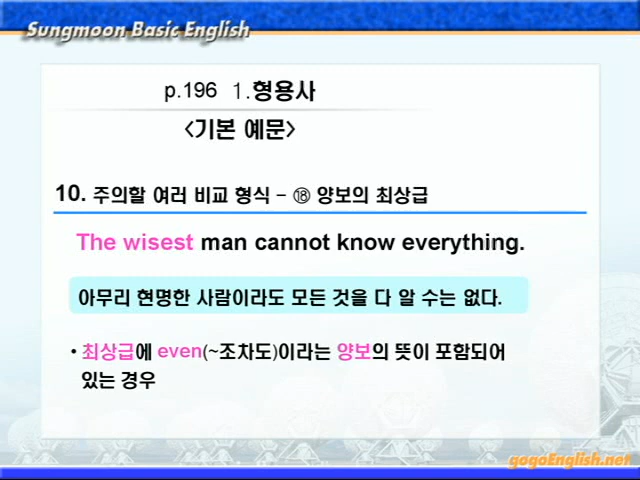 Sungmoon Basic English
p.196 1.형용사
<기본 예문>
10. 주의할 여러 비교 형식 - ⑱ 양보의 최상급
The wisest man cannot know everything.
아무리 현명한 사람이라도 모든 것을 다 알 수는 없다.
• 최상급에 even(~조차도)이라는 양보의 뜻이 포함되어
있는 경우
gogoEnglish.net